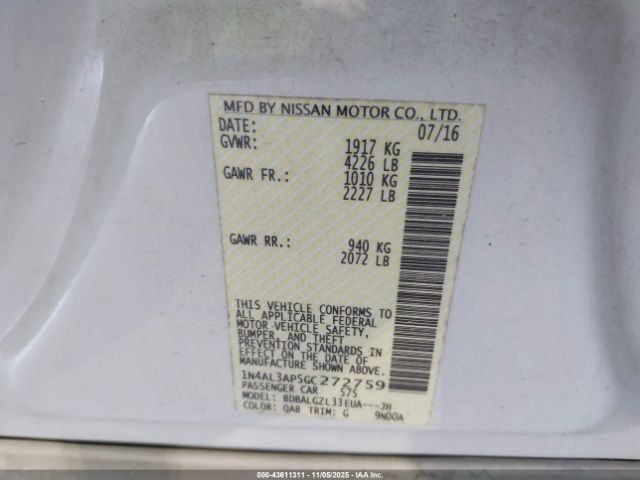 MFD BY NISSAN MOTOR CO., LTD.
DATE: 07/16
GVWR: 1917 KG
4226 LB
GAWR FR.: 1010 KG
2227 LB
GAWR RR.: 940 KG
2072 LB
THIS VEHICLE CONFORMS TO
ALL APPLICABLE FEDERAL
MOTOR VEHICLE SAFETY,
BUMPER, AND THEFT
PREVENTION STANDARDS IN
EFFECT ON THE DATE OF
MANUFACTURE SHOWN ABOVE.
1N4AL3AP5GC272759
PASSENGER CAR 575
MODEL: BDBALGZL33EUA---JH
COLOR: QAB TRIM: G 9N00A
000-43611311 - 11/05/2025 - IAAI.COM